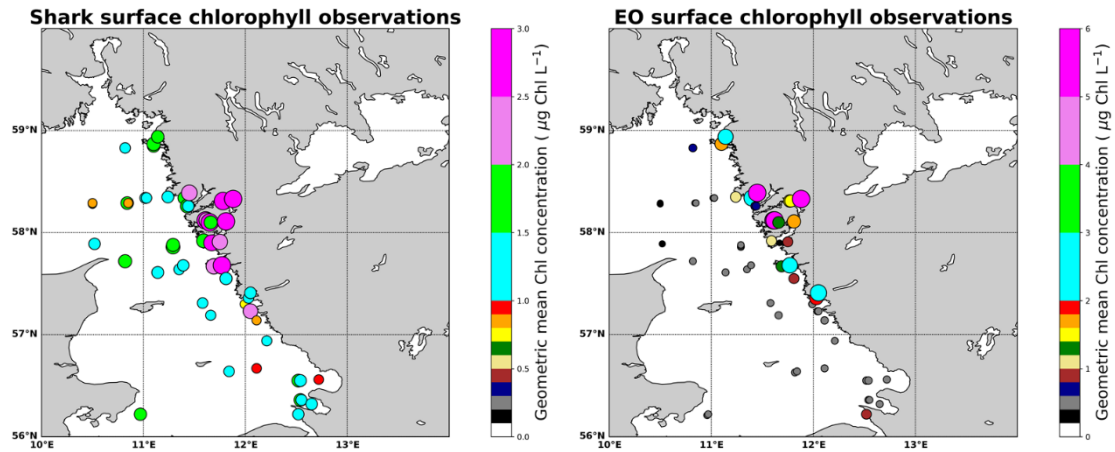 Shark surface chlorophyll observations
59°N
58°N
57°N
56°N
10°E
11°E
12°E
13°E
3.0
2.5
2.0
1.5
1.0
0.5
0.0
Geometric mean Chl concentration ( μg Chl L⁻¹)
EO surface chlorophyll observations
59°N
58°N
57°N
56°N
10°E
11°E
12°E
13°E
6
5
4
3
2
1
0
Geometric mean Chl concentration ( μg Chl L⁻¹)